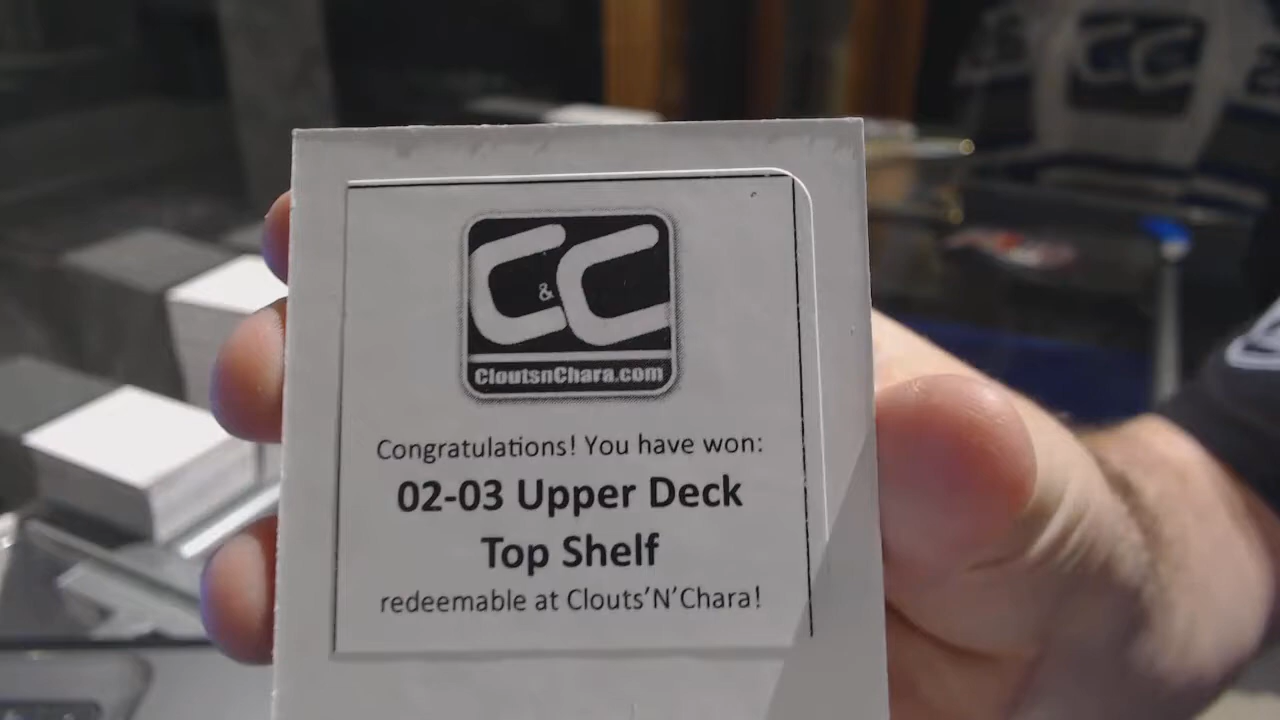 C & C
CloutsnChara.com
Congratulations! You have won:
02-03 Upper Deck
Top Shelf
redeemable at Clouts'N'Chara!